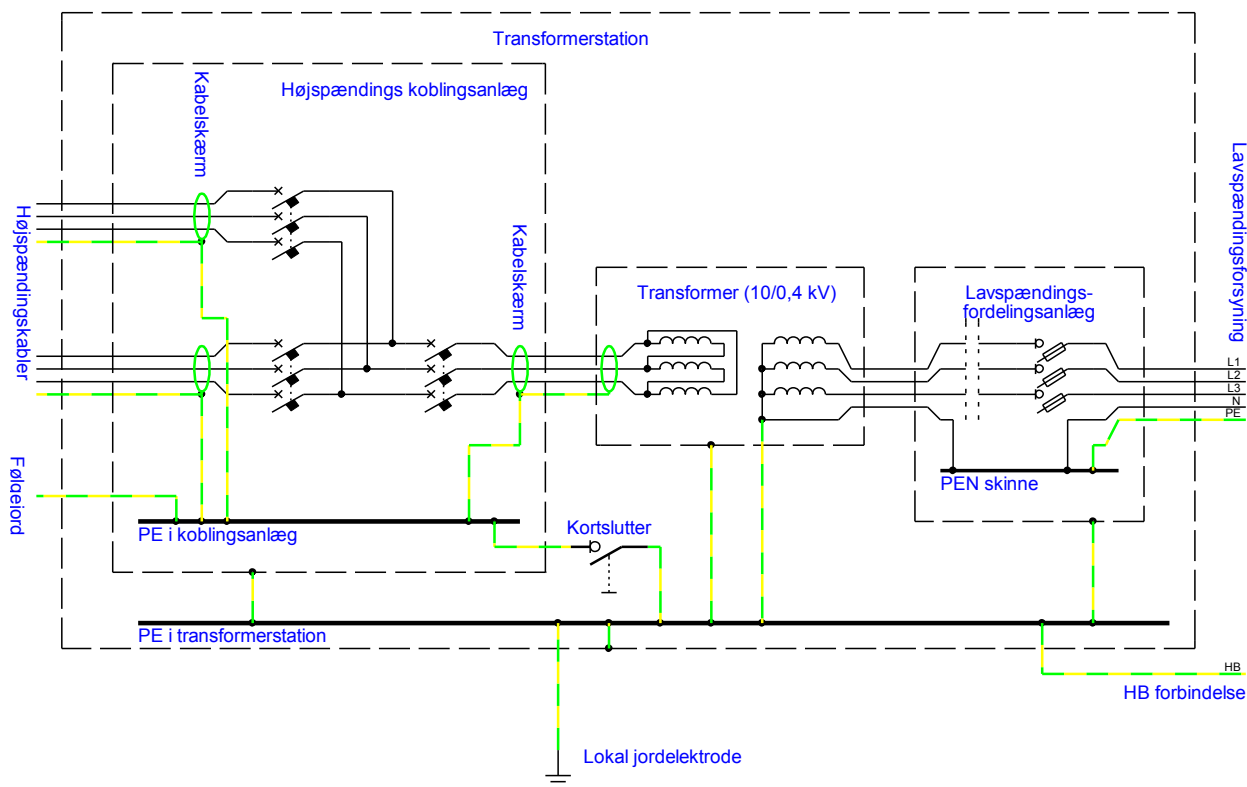 Transformerstation
Højspændings koblingsanlæg
Kabelskærm
Højspændingskabler
Kabelskærm
Transformer (10/0,4 kV)
Lavspændings-
fordelingsanlæg
Lavspændingsforsyning
L1
L2
L3
N
PE
PEN skinne
Følgejord
PE i koblingsanlæg
Kortslutter
PE i transformerstation
HB
HB forbindelse
Lokal jordelektrode